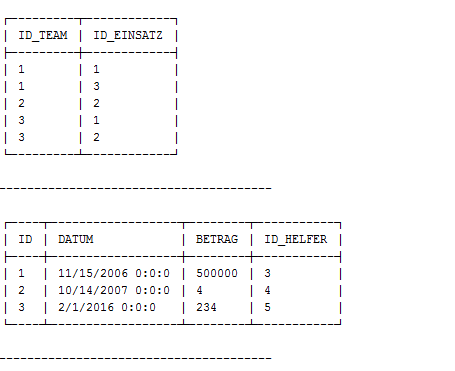 ID_TEAM | ID_EINSATZ
1 | 1
1 | 3
2 | 2
3 | 1
3 | 2
ID | DATUM | BETRAG | ID_HELFER
1 | 11/15/2006 0:0:0 | 500000 | 3
2 | 10/14/2007 0:0:0 | 4 | 4
3 | 2/1/2016 0:0:0 | 234 | 5